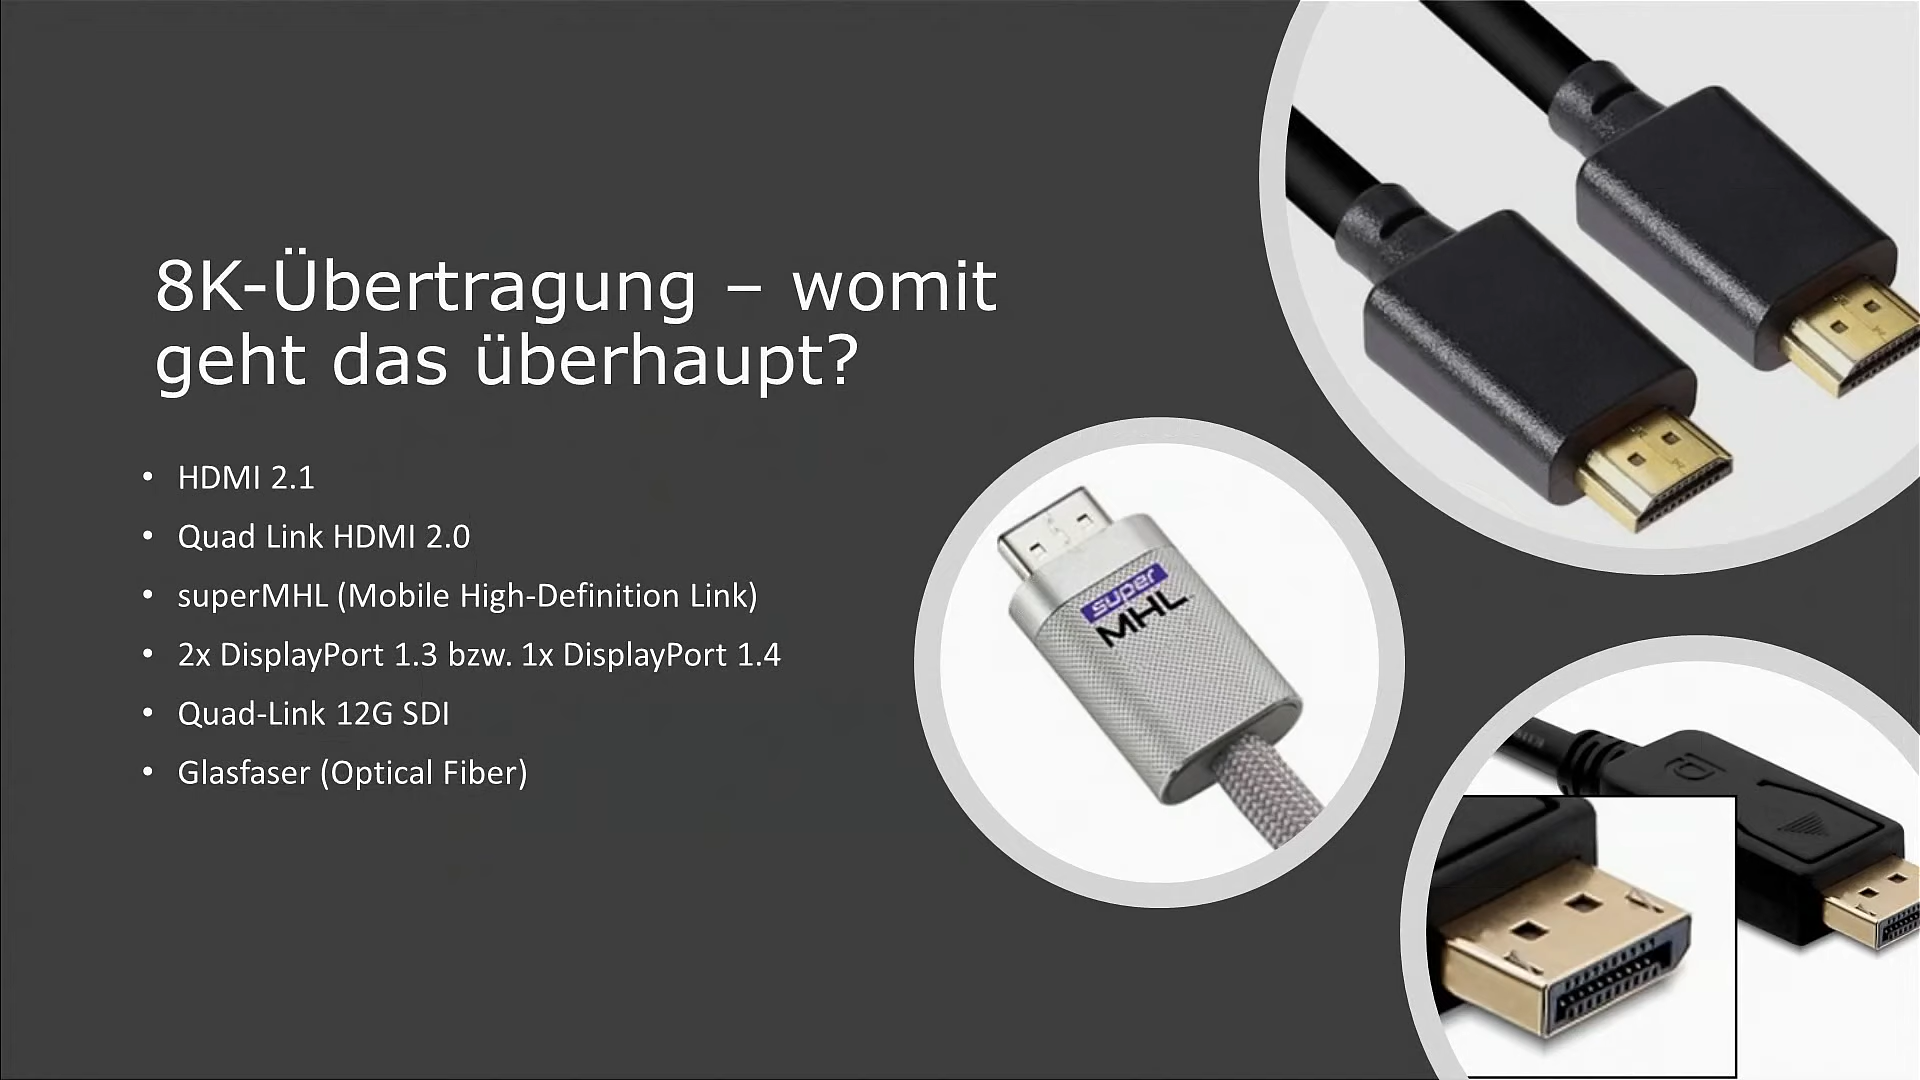 8K-Übertragung – womit
geht das überhaupt?
• HDMI 2.1
• Quad Link HDMI 2.0
• superMHL (Mobile High-Definition Link)
• 2x DisplayPort 1.3 bzw. 1x DisplayPort 1.4
• Quad-Link 12G SDI
• Glasfaser (Optical Fiber)
super
MHL